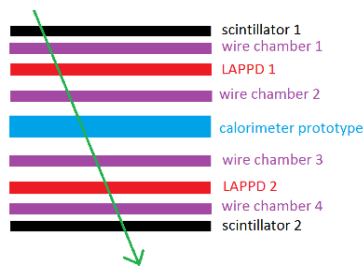 scintillator 1
wire chamber 1
LAPPD 1
wire chamber 2
calorimeter prototype
wire chamber 3
LAPPD 2
wire chamber 4
scintillator 2